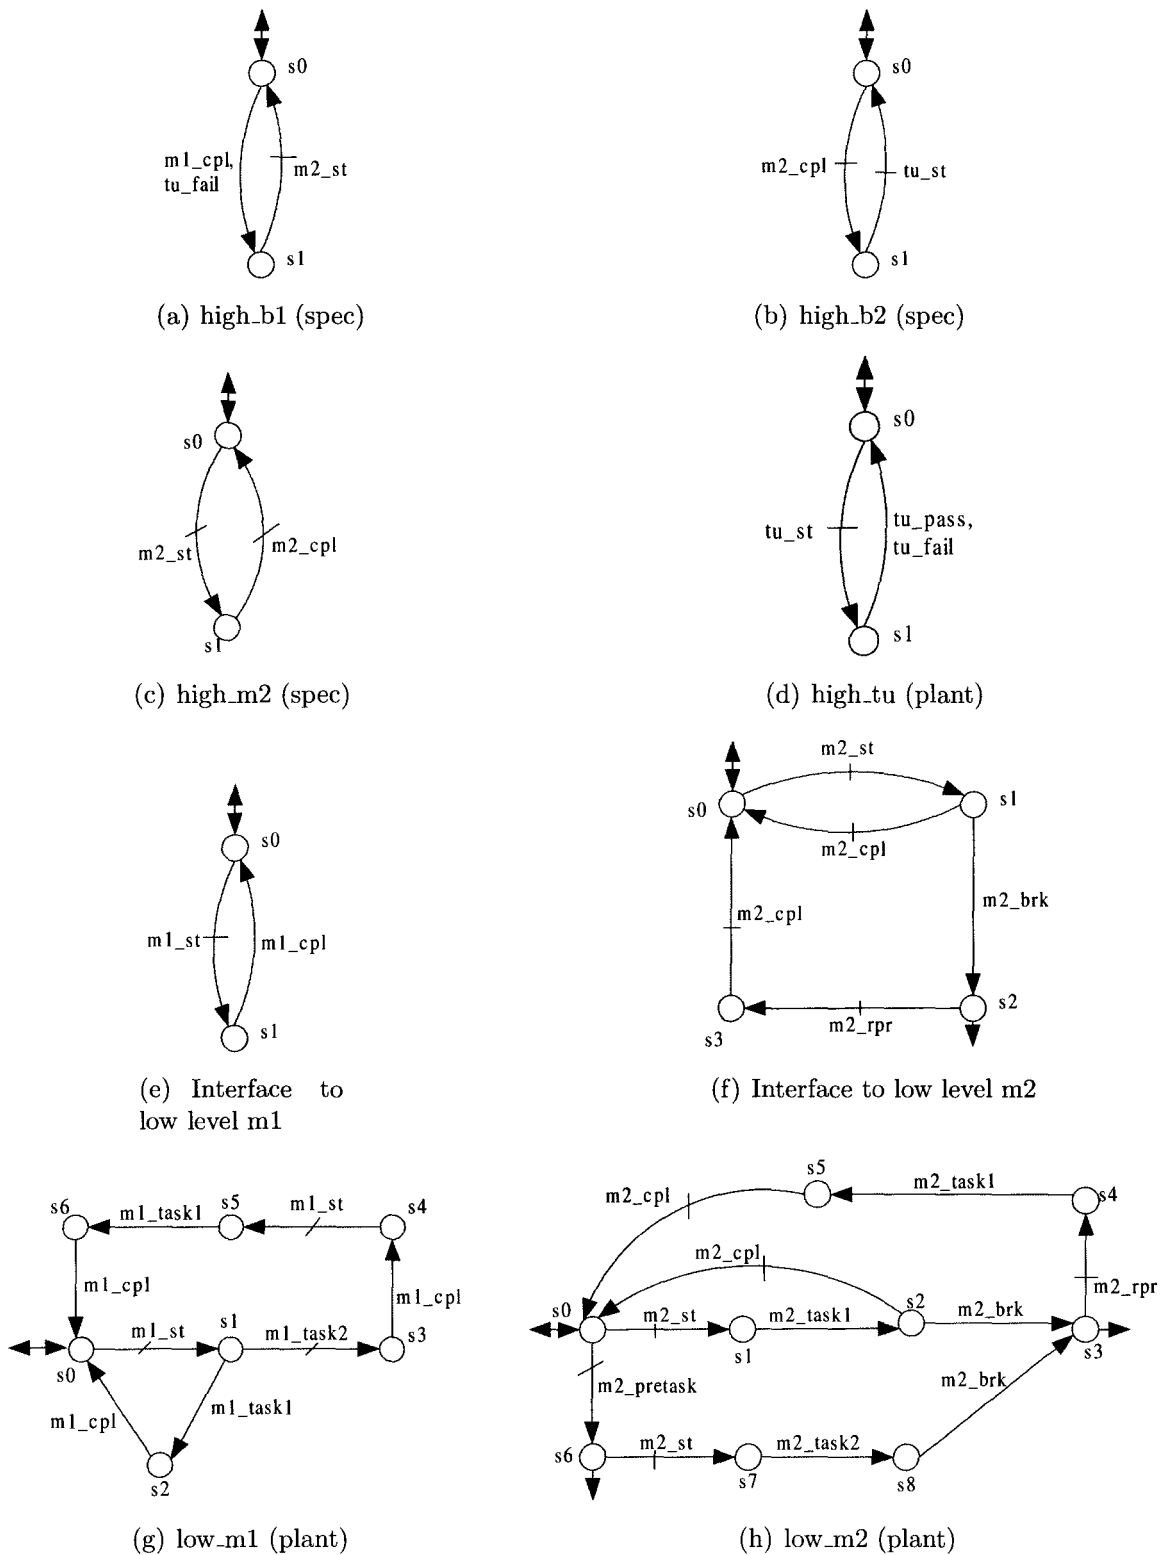 s0
m1_cpl,
tu_fail
m2_st
s1
(a) high_b1 (spec)
s0
m2_cpl
tu_st
s1
(b) high_b2 (spec)
s0
m2_st
m2_cpl
s1
(c) high_m2 (spec)
s0
tu_st
tu_pass,
tu_fail
s1
(d) high_tu (plant)
s0
m1_st
m1_cpl
s1
(e) Interface to
low level m1
m2_st
s0
s1
m2_cpl
m2_brk
m2_cpl
s2
m2_rpr
s3
(f) Interface to low level m2
s6
m1_task1
s5
m1_st
s4
m1_cpl
m1_cpl
s0
m1_st
s1
m1_task2
s3
m1_cpl
m1_task1
s2
(g) low_m1 (plant)
s5
m2_cpl
m2_task1
s4
m2_cpl
m2_rpr
s0
m2_st
m2_task1
s2
m2_brk
s1
s3
m2_pretask
m2_brk
s6
m2_st
m2_task2
s7
s8
(h) low_m2 (plant)